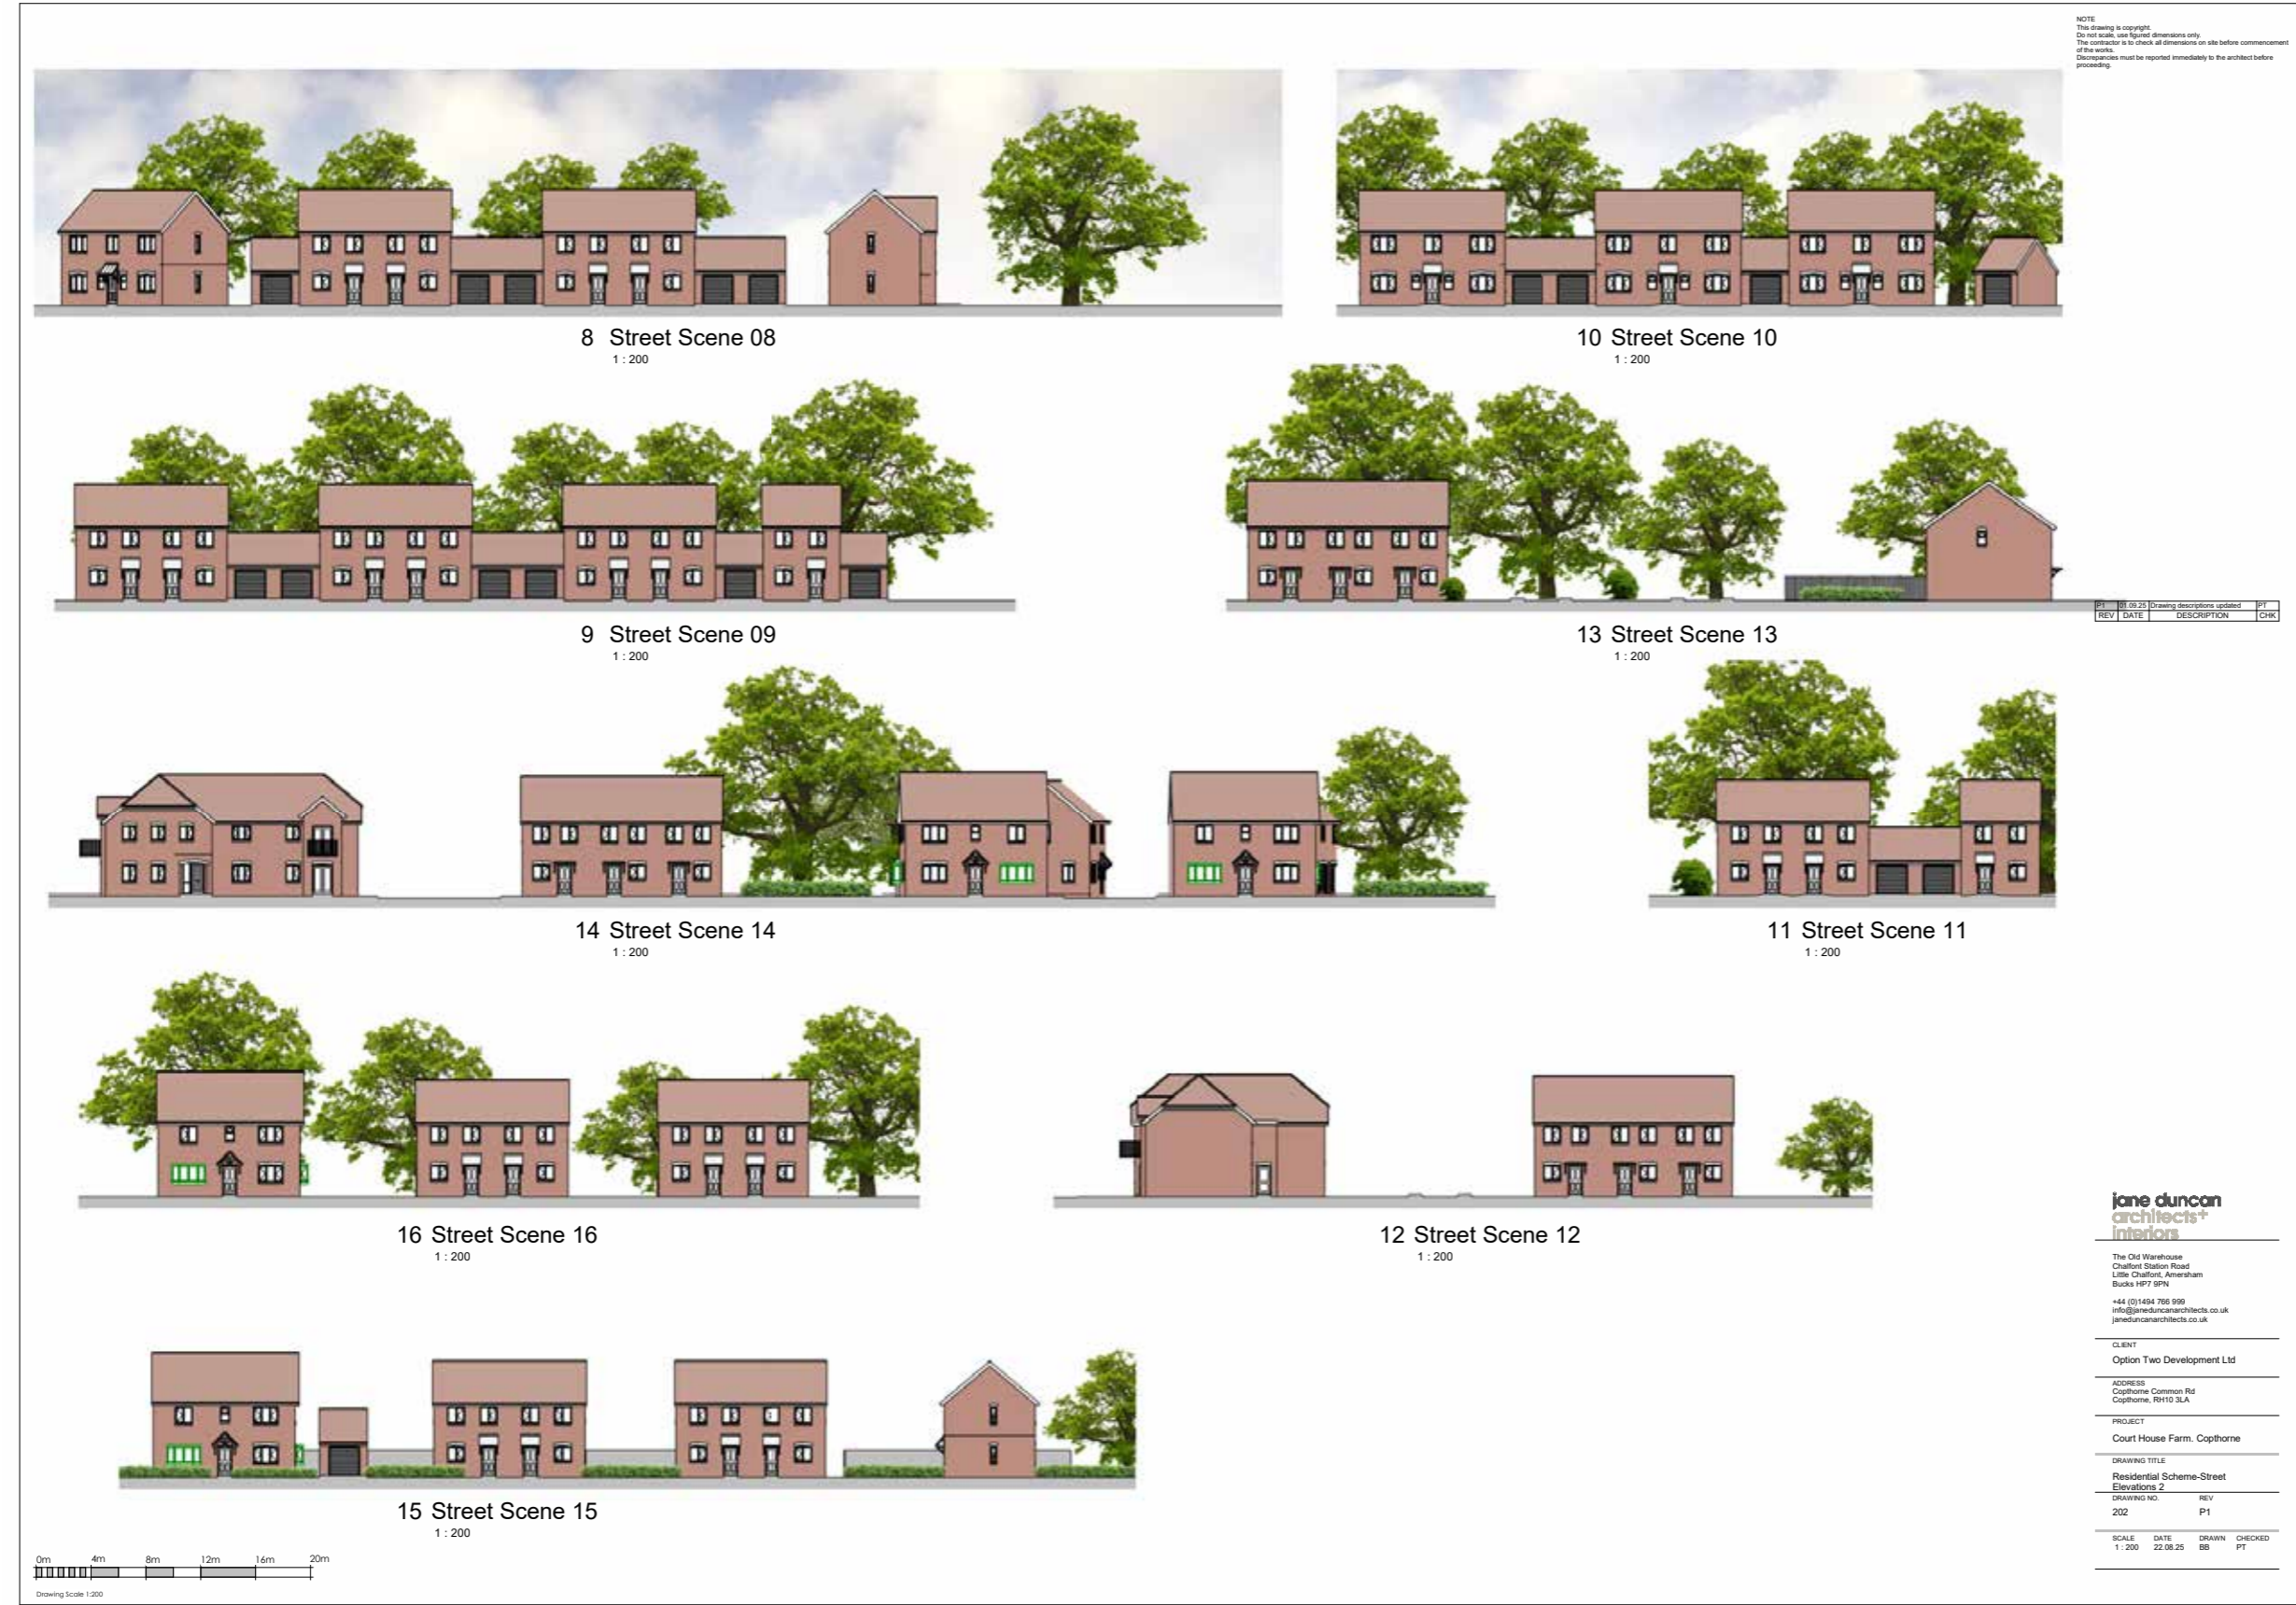 NOTE
This drawing is copyright.
Do not scale, use figured dimensions only.
The contractor is to check all dimensions on site before commencement
of the works.
Discrepancies must be reported immediately to the architect before
proceeding.
8 Street Scene 08
1 : 200
10 Street Scene 10
1 : 200
9 Street Scene 09
1 : 200
13 Street Scene 13
1 : 200
P1 01.09.25 Drawing descriptions updated PT
REV DATE DESCRIPTION CHK
14 Street Scene 14
1 : 200
11 Street Scene 11
1 : 200
16 Street Scene 16
1 : 200
12 Street Scene 12
1 : 200
15 Street Scene 15
1 : 200
0m 4m 8m 12m 16m 20m
Drawing Scale 1:200
jane duncan
architects+
interiors
The Old Warehouse
Chalfont Station Road
Little Chalfont, Amersham
Bucks HP7 9PN
+44 (0)1494 766 999
info@janeduncanarchitects.co.uk
janeduncanarchitects.co.uk
CLIENT
Option Two Development Ltd
ADDRESS
Copthorne Common Rd
Copthorne, RH10 3LA
PROJECT
Court House Farm. Copthorne
DRAWING TITLE
Residential Scheme-Street
Elevations 2
DRAWING NO. REV
202 P1
SCALE DATE DRAWN CHECKED
1 : 200 22.08.25 BB PT